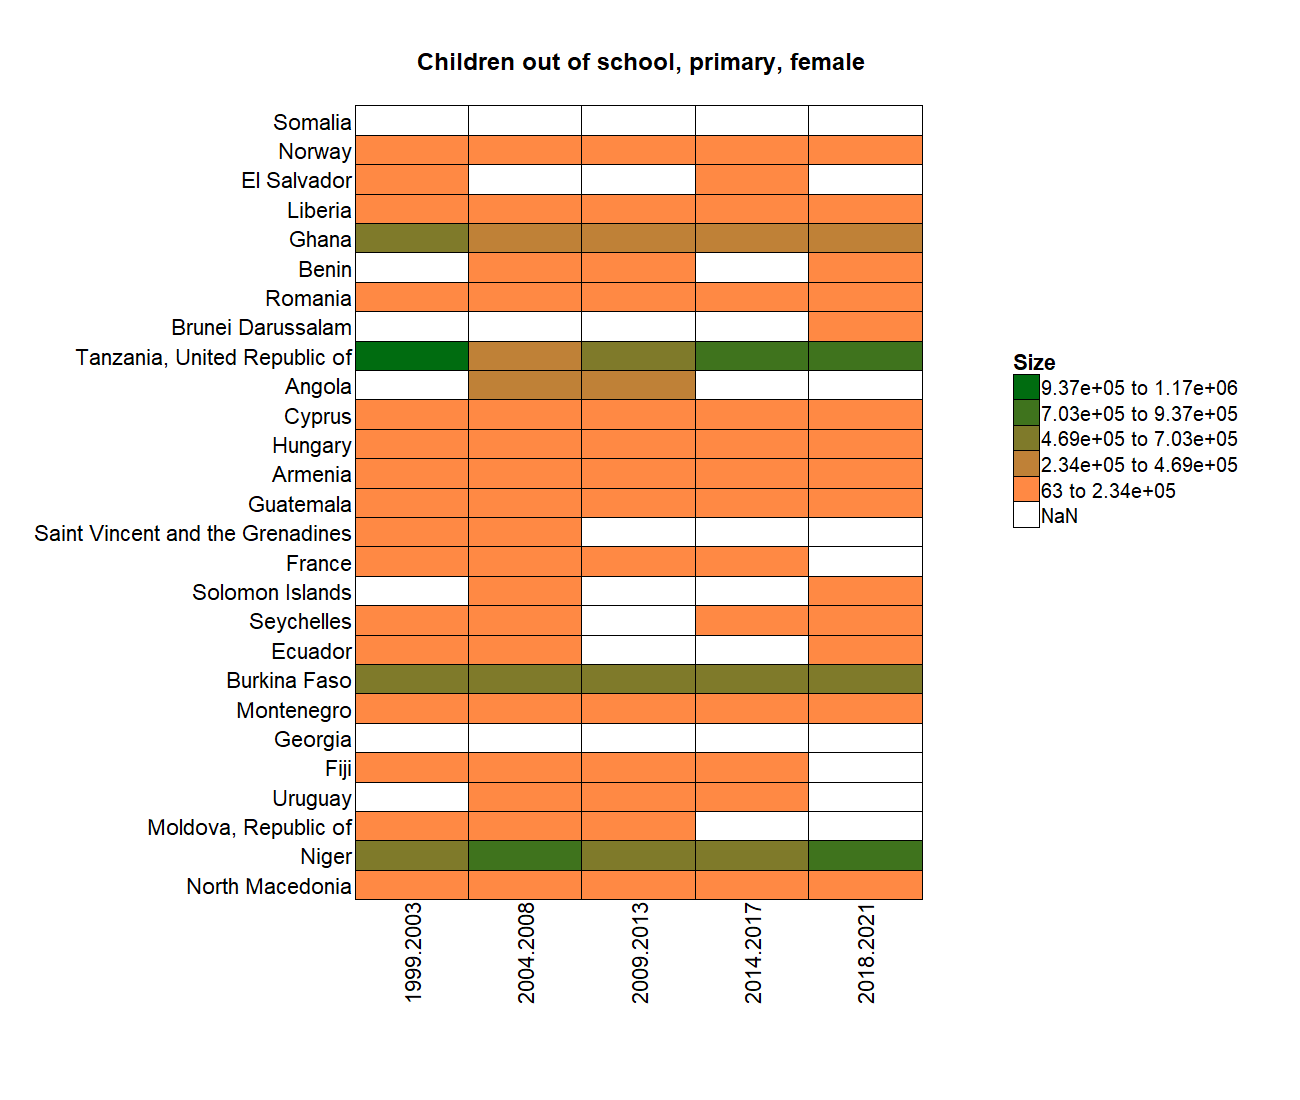 Children out of school, primary, female
Somalia
Norway
El Salvador
Liberia
Ghana
Benin
Romania
Brunei Darussalam
Tanzania, United Republic of
Angola
Cyprus
Hungary
Armenia
Guatemala
Saint Vincent and the Grenadines
France
Solomon Islands
Seychelles
Ecuador
Burkina Faso
Montenegro
Georgia
Fiji
Uruguay
Moldova, Republic of
Niger
North Macedonia
1999.2003
2004.2008
2009.2013
2014.2017
2018.2021
Size
9.37e+05 to 1.17e+06
7.03e+05 to 9.37e+05
4.69e+05 to 7.03e+05
2.34e+05 to 4.69e+05
63 to 2.34e+05
NaN